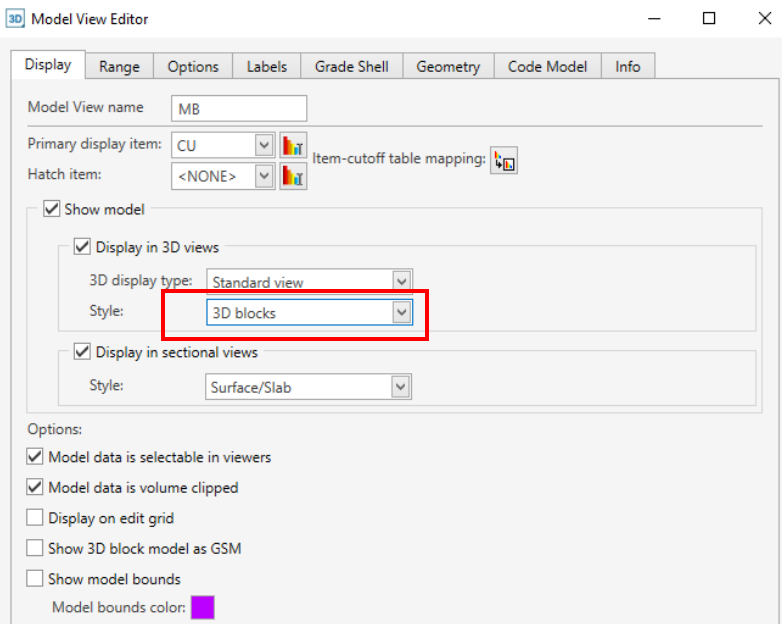 3D Model View Editor
Display Range Options Labels Grade Shell Geometry Code Model Info
Model View name MB
Primary display item: CU Item-cutoff table mapping:
Hatch item: <NONE>
Show model
Display in 3D views
3D display type: Standard view
Style: 3D blocks
Display in sectional views
Style: Surface/Slab
Options:
Model data is selectable in viewers
Model data is volume clipped
Display on edit grid
Show 3D block model as GSM
Show model bounds
Model bounds color: